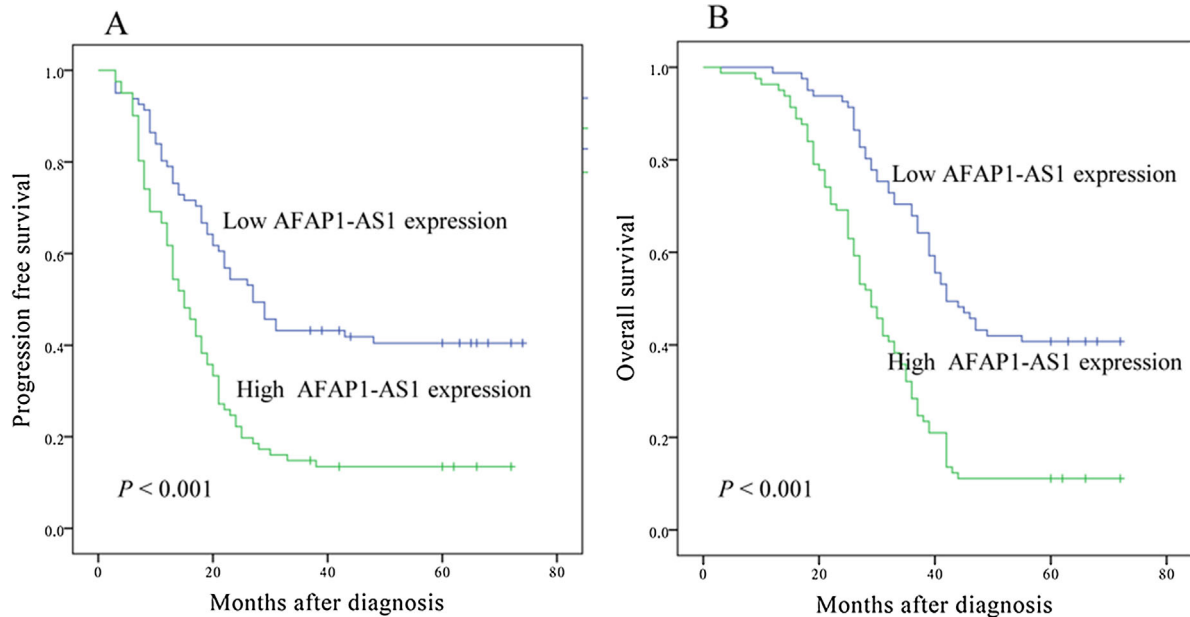 A
Progression free survival
1.0
0.8
0.6
0.4
0.2
0.0
Low AFAP1-AS1 expression
High AFAP1-AS1 expression
P < 0.001
0 20 40 60 80
Months after diagnosis
B
Overall survival
1.0
0.8
0.6
0.4
0.2
0.0
Low AFAP1-AS1 expression
High AFAP1-AS1 expression
P < 0.001
0 20 40 60 80
Months after diagnosis